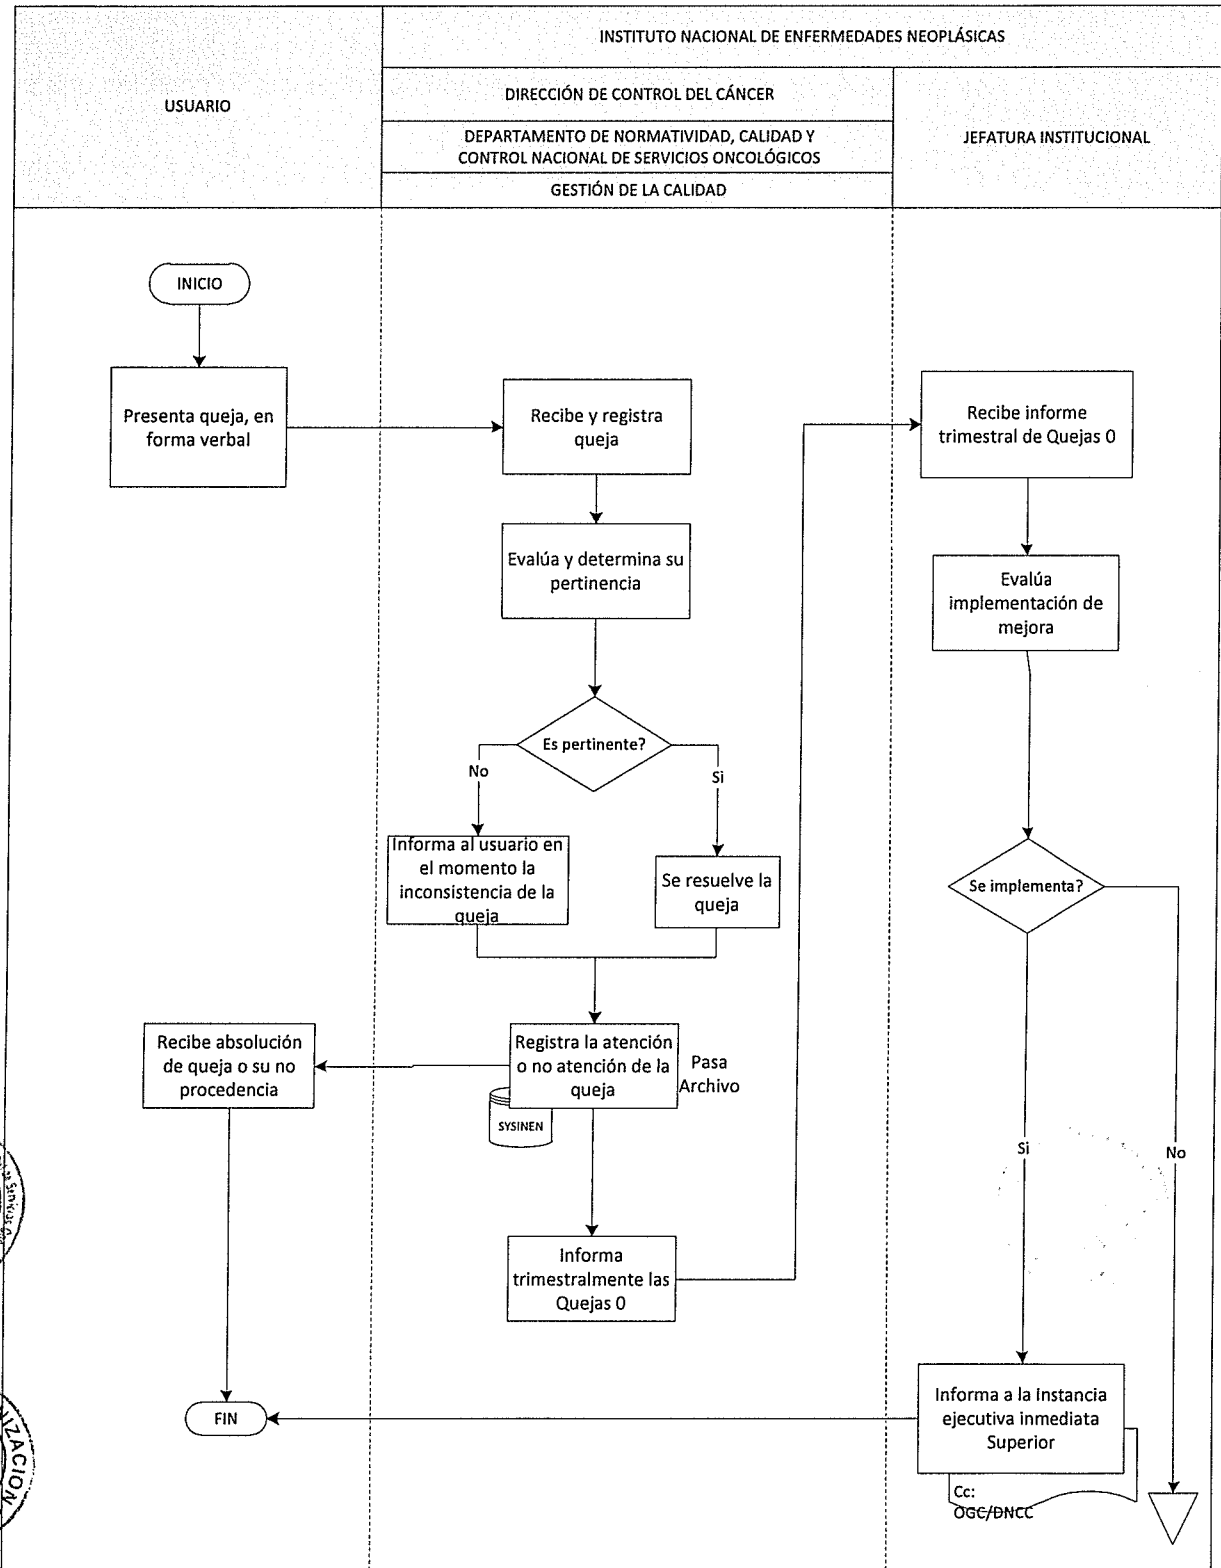 INSTITUTO NACIONAL DE ENFERMEDADES NEOPLÁSICAS
USUARIO
DIRECCIÓN DE CONTROL DEL CÁNCER
DEPARTAMENTO DE NORMATIVIDAD, CALIDAD Y
CONTROL NACIONAL DE SERVICIOS ONCOLÓGICOS
GESTIÓN DE LA CALIDAD
JEFATURA INSTITUCIONAL
INICIO
Presenta queja, en
forma verbal
Recibe y registra
queja
Recibe informe
trimestral de Quejas 0
Evalúa y determina su
pertinencia
Evalúa
implementación de
mejora
Es pertinente?
No
Si
Informa al usuario en
el momento la
inconsistencia de la
queja
Se resuelve la
queja
Se implementa?
Recibe absolución
de queja o su no
procedencia
Registra la atención
o no atención de la
queja
Pasa
Archivo
SYSINEN
Si
No
Informa
trimestralmente las
Quejas 0
FIN
Informa a la Instancia
ejecutiva inmediata
Superior
Cc:
OGC/DNCC